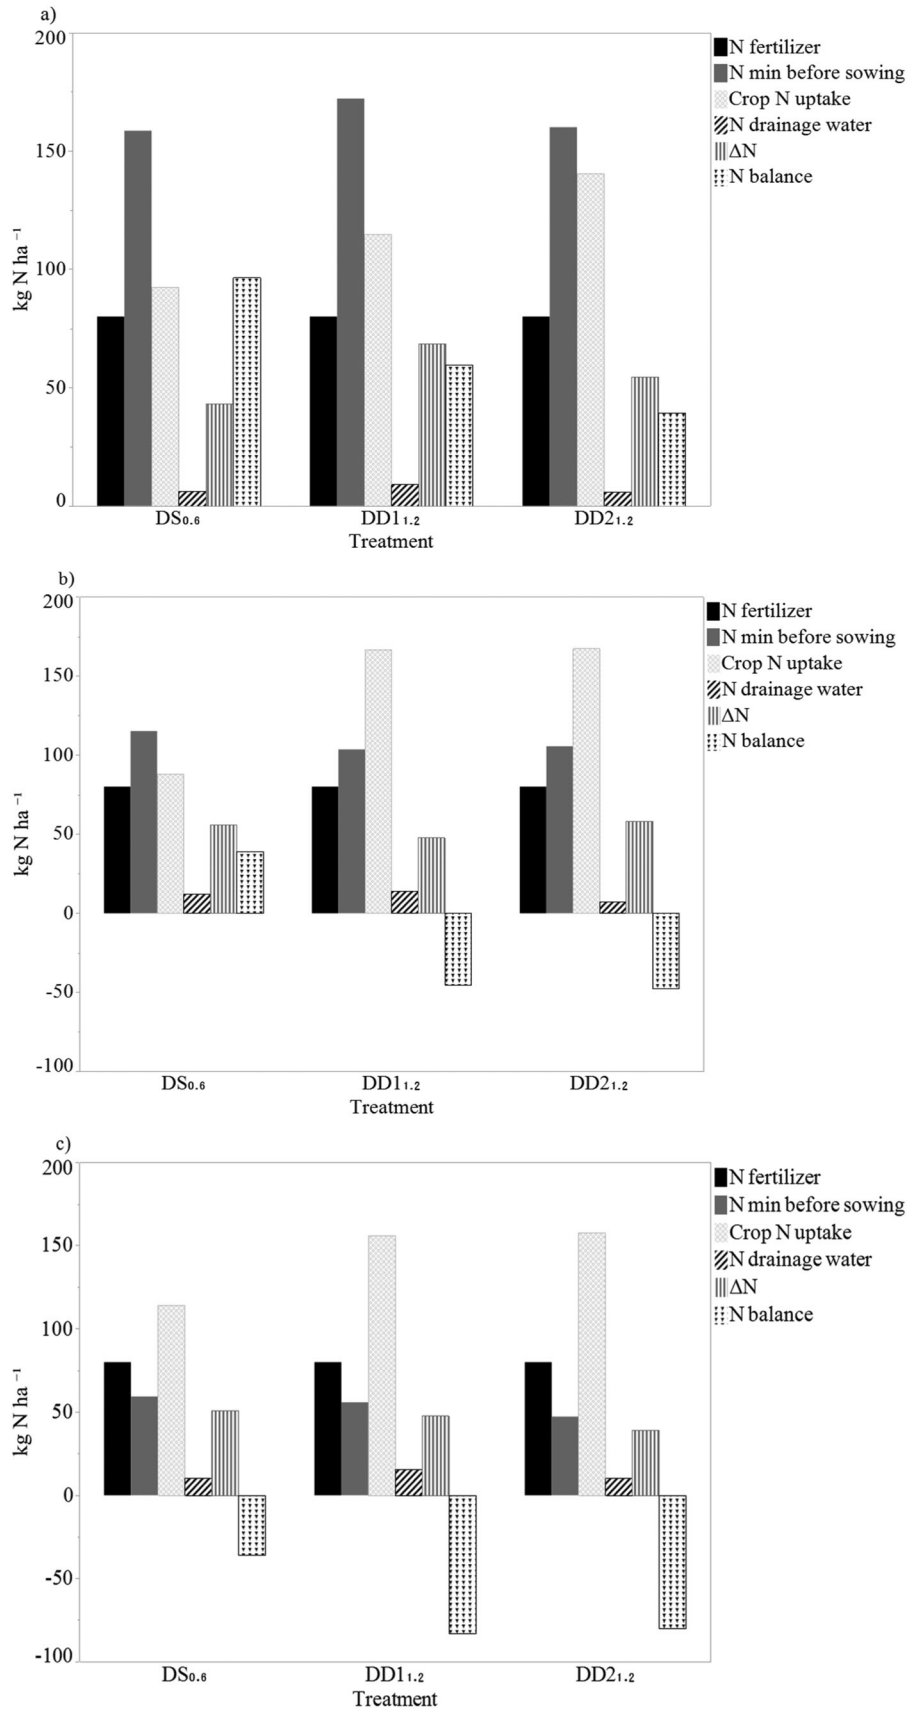 a)
200
150
100
50
0
kg N ha ⁻¹
DS₀.₆ DD1₁.₂ DD2₁.₂
Treatment
N fertilizer
N min before sowing
Crop N uptake
N drainage water
ΔN
N balance
b)
200
150
100
50
0
-50
-100
kg N ha ⁻¹
DS₀.₆ DD1₁.₂ DD2₁.₂
Treatment
N fertilizer
N min before sowing
Crop N uptake
N drainage water
ΔN
N balance
c)
200
150
100
50
0
-50
-100
kg N ha ⁻¹
DS₀.₆ DD1₁.₂ DD2₁.₂
Treatment
N fertilizer
N min before sowing
Crop N uptake
N drainage water
ΔN
N balance